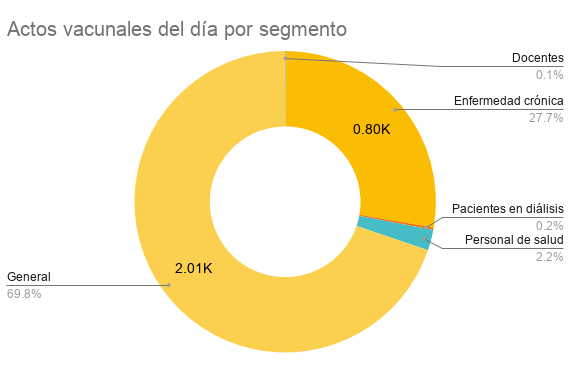 Actos vacunales del día por segmento
Docentes
0.1%
Enfermedad crónica
27.7%
0.80K
Pacientes en diálisis
0.2%
Personal de salud
2.2%
2.01K
General
69.8%